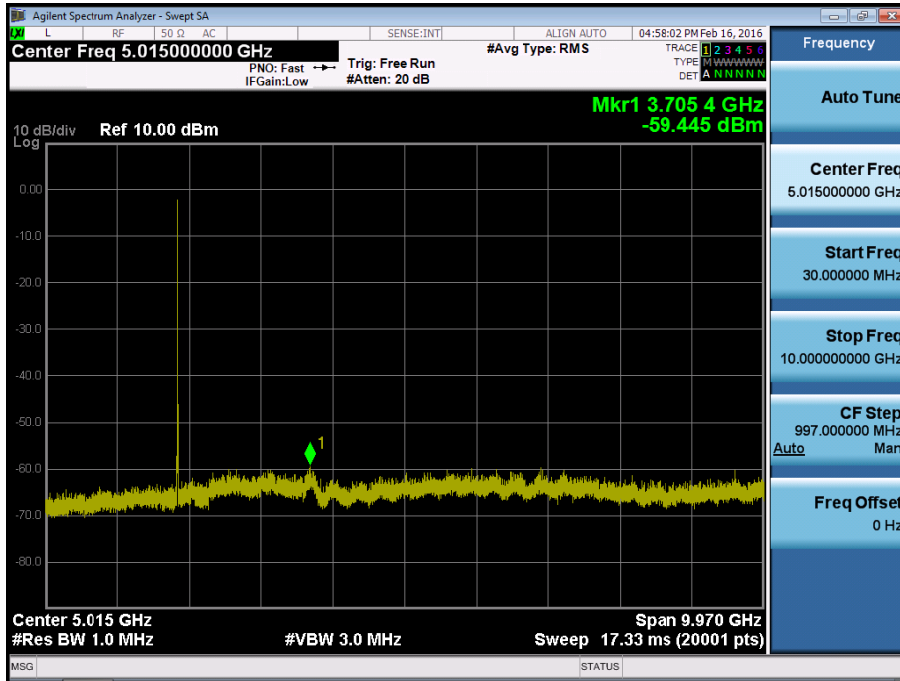 Agilent Spectrum Analyzer - Swept SA
LXI L RF 50 Ω AC SENSE:INT ALIGN AUTO 04:58:02 PM Feb 16, 2016
Center Freq 5.015000000 GHz #Avg Type: RMS TRACE 1 2 3 4 5 6
PNO: Fast Trig: Free Run TYPE M WWWWW
IFGain:Low #Atten: 20 dB DET A N N N N N
Mkr1 3.705 4 GHz
-59.445 dBm
10 dB/div Ref 10.00 dBm
Log
0.00
-10.0
-20.0
-30.0
-40.0
-50.0
1
-60.0
-70.0
-80.0
Center 5.015 GHz Span 9.970 GHz
#Res BW 1.0 MHz #VBW 3.0 MHz Sweep 17.33 ms (20001 pts)
MSG STATUS
Frequency
Auto Tune
Center Freq
5.015000000 GHz
Start Freq
30.000000 MHz
Stop Freq
10.000000000 GHz
CF Step
997.000000 MHz
Auto Man
Freq Offset
0 Hz